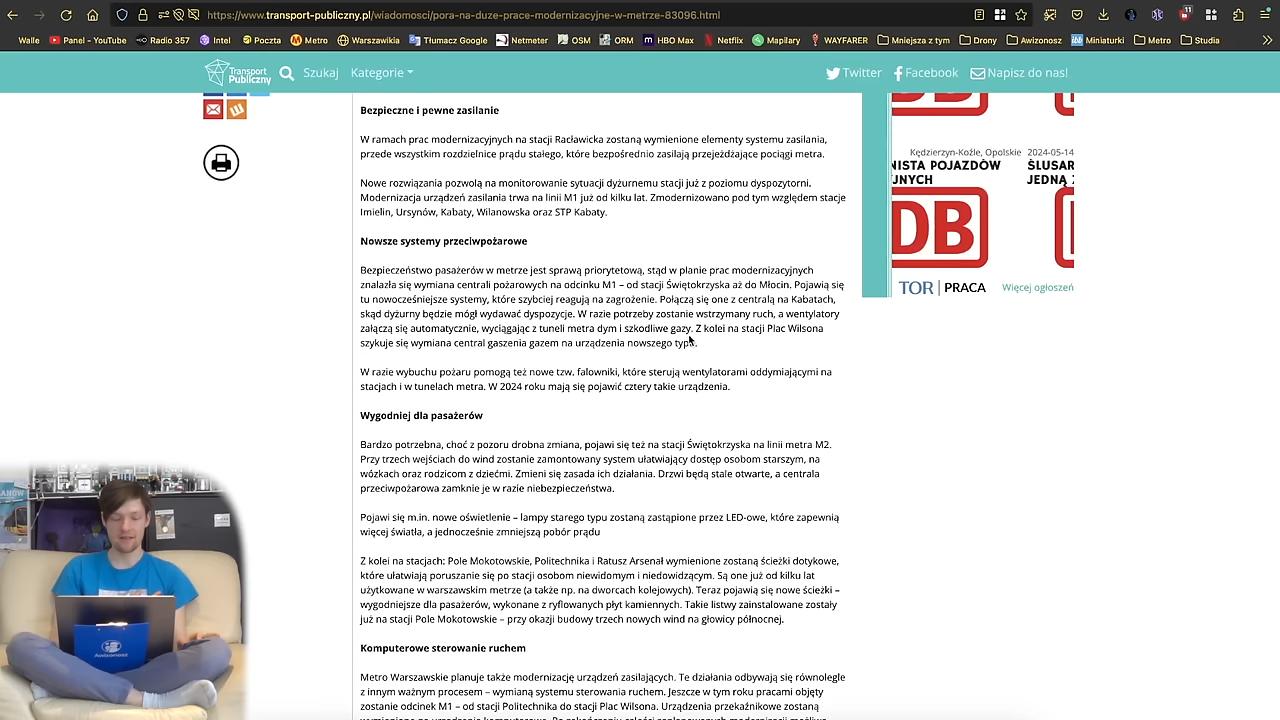 https://www.transport-publiczny.pl/wiadomosci/pora-na-duze-prace-modernizacyjne-w-metrze-83096.html
11
Walle
Panel - YouTube
Radio 357
Intel
Poczta
Metro
Warszawikia
Tłumacz Google
Netmeter
OSM
ORM
HBO Max
Netflix
Mapilary
WAYFARER
Mniejsza z tym
Drony
Awizonosz
Miniaturki
Metro
Studia
Transport
Publiczny
Szukaj
Kategorie
Twitter
Facebook
Napisz do nas!
Bezpieczne i pewne zasilanie
W ramach prac modernizacyjnych na stacji Racławicka zostaną wymienione elementy systemu zasilania,
przede wszystkim rozdzielnice prądu stałego, które bezpośrednio zasilają przejeżdżające pociągi metra.
Nowe rozwiązania pozwolą na monitorowanie sytuacji dyżurnemu stacji już z poziomu dyspozytorni.
Modernizacja urządzeń zasilania trwa na linii M1 już od kilku lat. Zmodernizowano pod tym względem stacje
Imielin, Ursynów, Kabaty, Wilanowska oraz STP Kabaty.
Nowsze systemy przeciwpożarowe
Bezpieczeństwo pasażerów w metrze jest sprawą priorytetową, stąd w planie prac modernizacyjnych
znalazła się wymiana centrali pożarowych na odcinku M1 – od stacji Świętokrzyska aż do Młocin. Pojawią się
tu nowocześniejsze systemy, które szybciej reagują na zagrożenie. Połączą się one z centralą na Kabatach,
skąd dyżurny będzie mógł wydawać dyspozycje. W razie potrzeby zostanie wstrzymany ruch, a wentylatory
załączą się automatycznie, wyciągając z tuneli metra dym i szkodliwe gazy. Z kolei na stacji Plac Wilsona
szykuje się wymiana central gaszenia gazem na urządzenia nowszego typu.
W razie wybuchu pożaru pomogą też nowe tzw. falowniki, które sterują wentylatorami oddymiającymi na
stacjach i w tunelach metra. W 2024 roku mają się pojawić cztery takie urządzenia.
Wygodniej dla pasażerów
Bardzo potrzebna, choć z pozoru drobna zmiana, pojawi się też na stacji Świętokrzyska na linii metra M2.
Przy trzech wejściach do wind zostanie zamontowany system ułatwiający dostęp osobom starszym, na
wózkach oraz rodzicom z dziećmi. Zmieni się zasada ich działania. Drzwi będą stale otwarte, a centrala
przeciwpożarowa zamknie je w razie niebezpieczeństwa.
Pojawi się m.in. nowe oświetlenie – lampy starego typu zostaną zastąpione przez LED-owe, które zapewnią
więcej światła, a jednocześnie zmniejszą pobór prądu
Z kolei na stacjach: Pole Mokotowskie, Politechnika i Ratusz Arsenał wymienione zostaną ścieżki dotykowe,
które ułatwiają poruszanie się po stacji osobom niewidomym i niedowidzącym. Są one już od kilku lat
użytkowane w warszawskim metrze (a także np. na dworcach kolejowych). Teraz pojawią się nowe ścieżki –
wygodniejsze dla pasażerów, wykonane z ryflowanych płyt kamiennych. Takie listwy zainstalowane zostały
już na stacji Pole Mokotowskie – przy okazji budowy trzech nowych wind na głowicy północnej.
Komputerowe sterowanie ruchem
Metro Warszawskie planuje także modernizację urządzeń zasilających. Te działania odbywają się równolegle
z innym ważnym procesem – wymianą systemu sterowania ruchem. Jeszcze w tym roku pracami objęty
zostanie odcinek M1 – od stacji Politechnika do stacji Plac Wilsona. Urządzenia przekaźnikowe zostaną
Kędzierzyn-Koźle, Opolskie
2024-05-14
NISTA POJAZDÓW
JNYCH
ŚLUSAR
JEDNĄ
DB
TOR | PRACA
Więcej ogłoszeń
Awizonosz